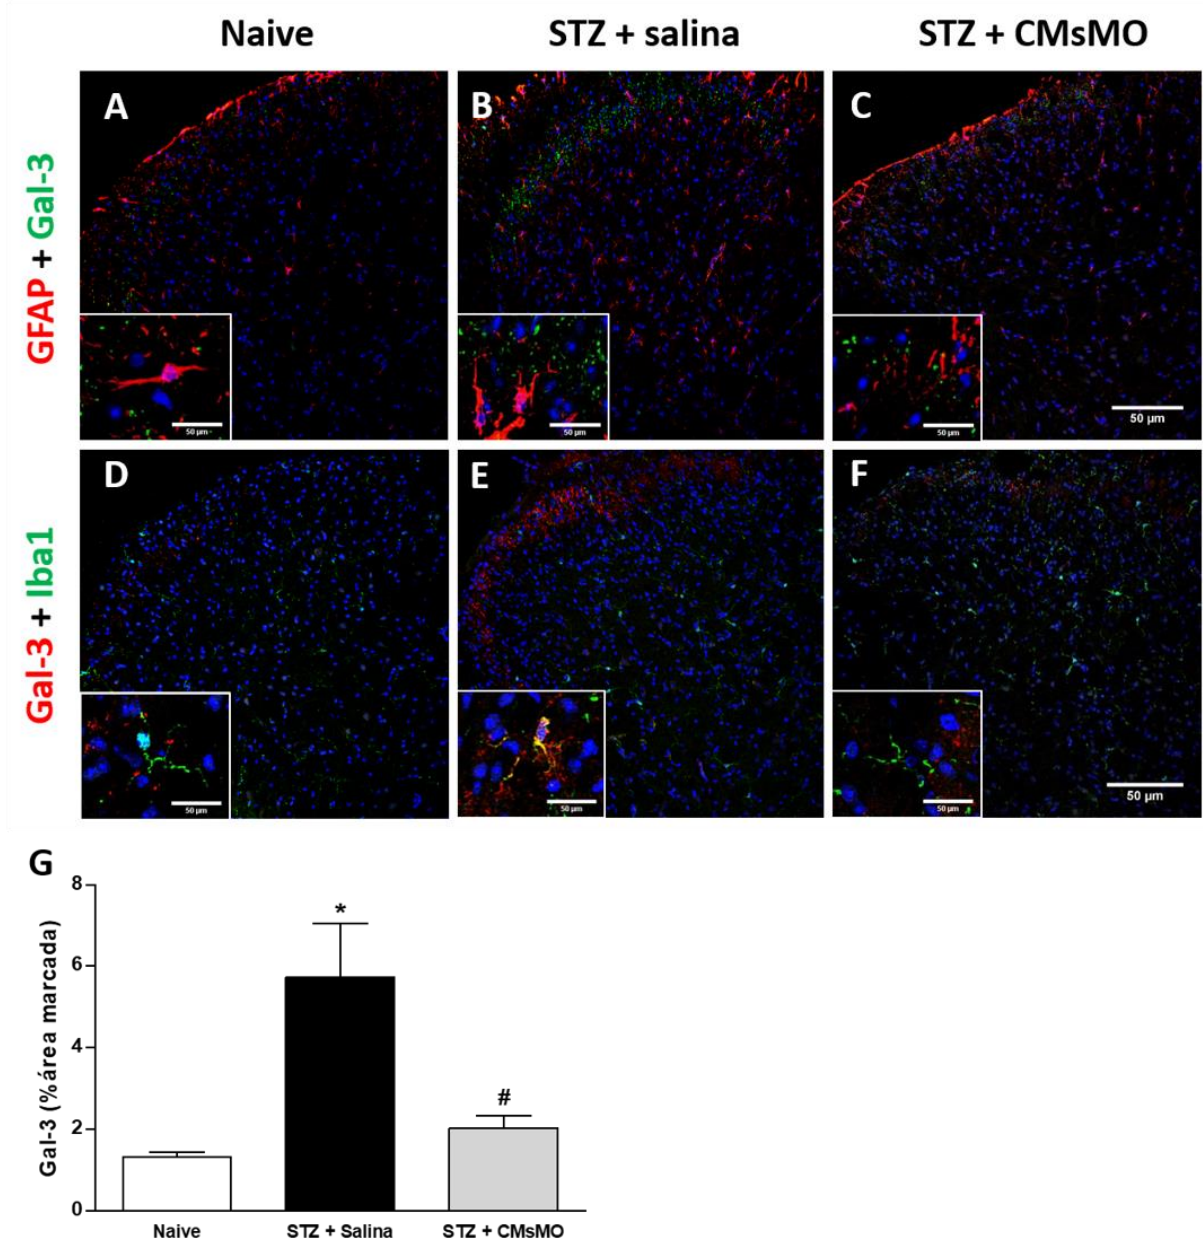 Naive
STZ + salina
STZ + CMsMO
GFAP + Gal-3
A
B
C
50 µm
50 µm
50 µm
50 µm
Gal-3 + Iba1
D
E
F
50 µm
50 µm
50 µm
50 µm
G
Gal-3 (%área marcada)
8
6
4
2
0
*
#
Naive
STZ + Salina
STZ + CMsMO